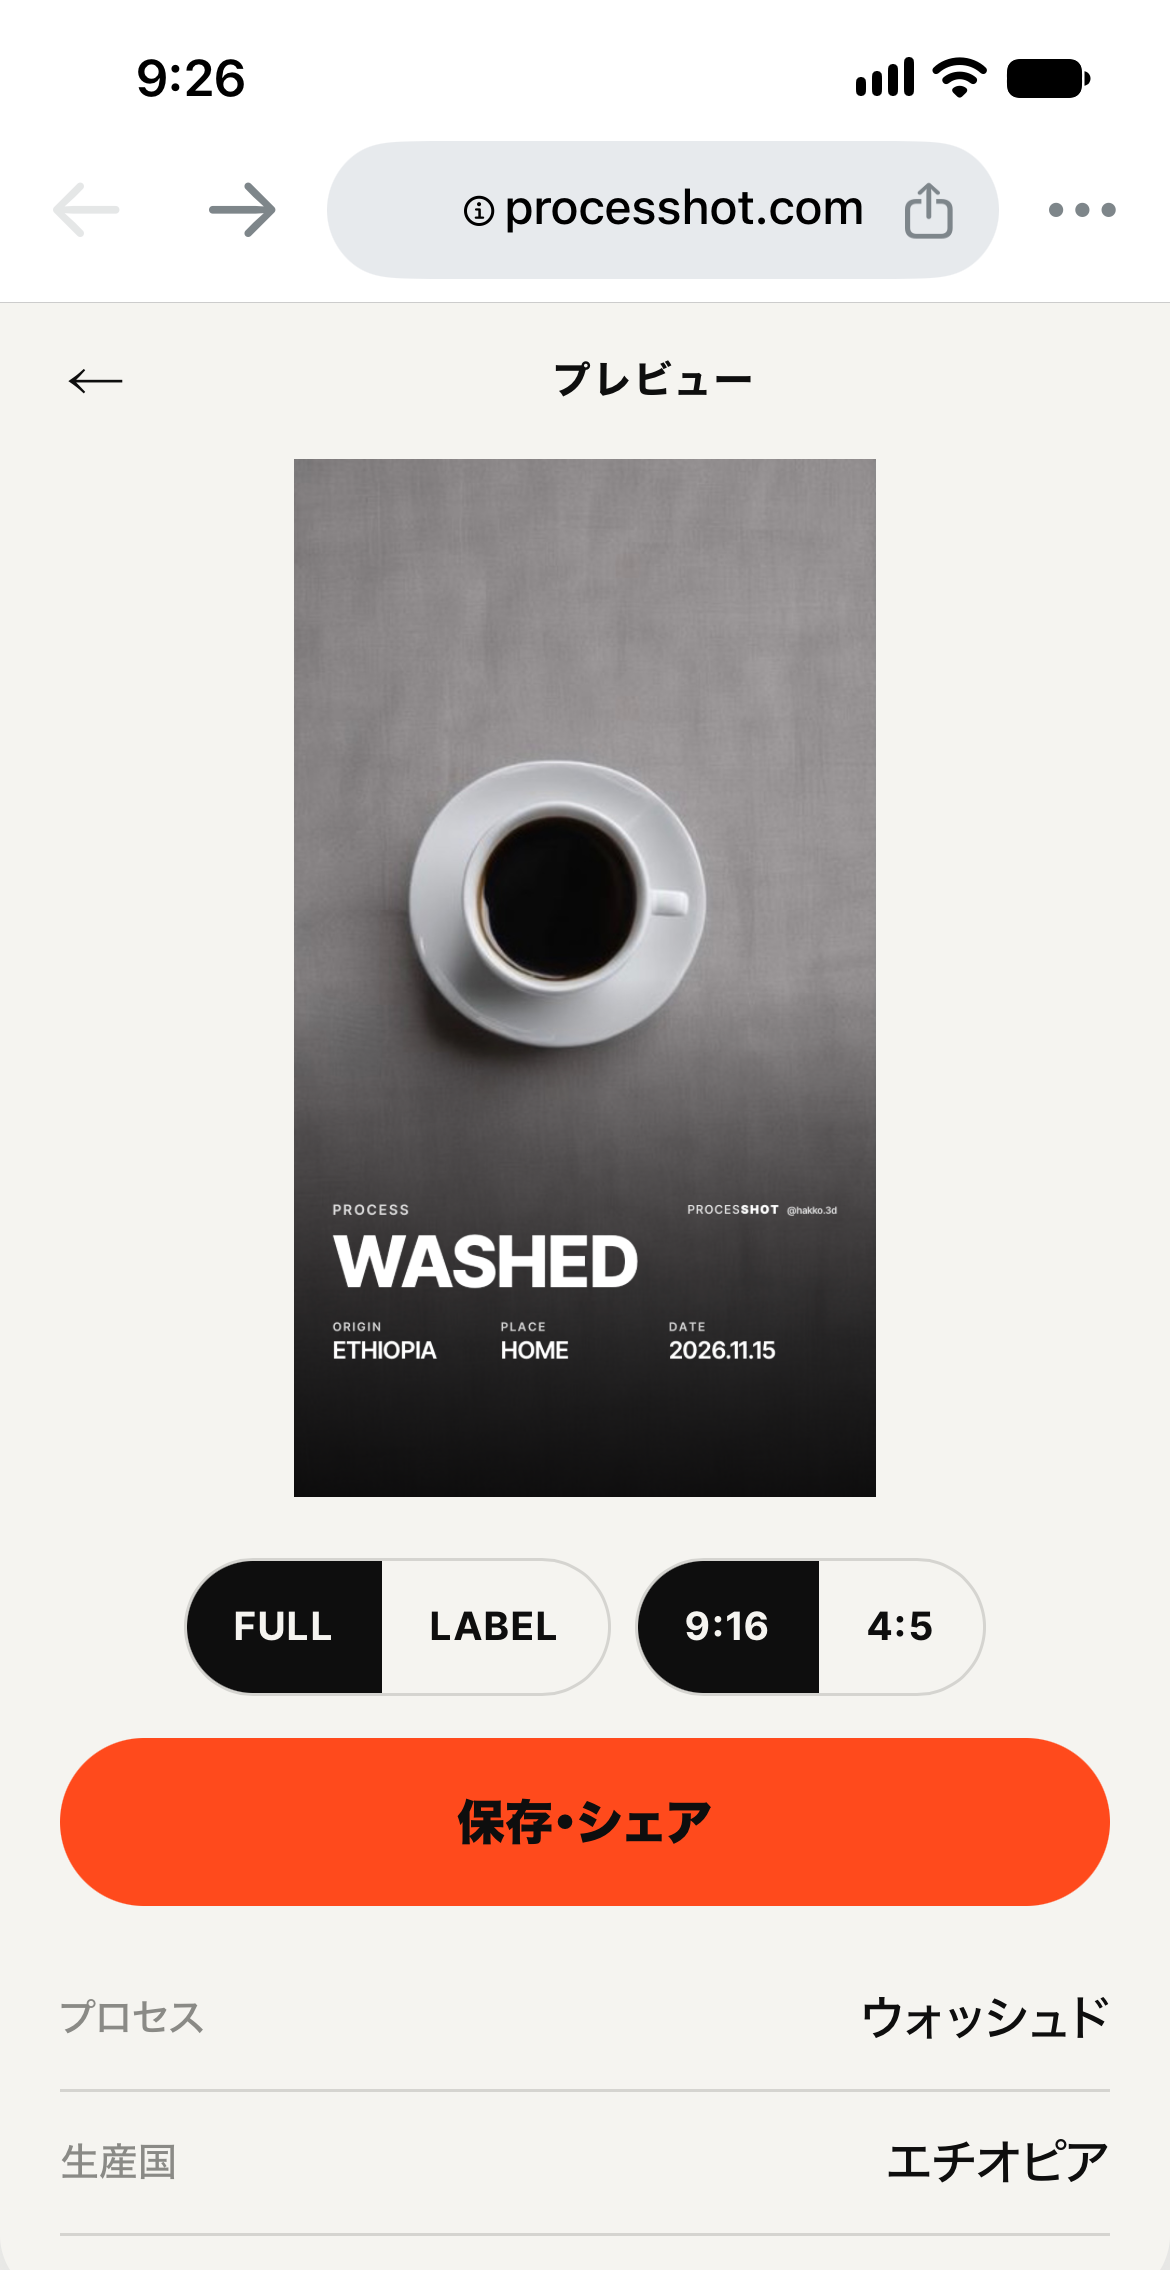 9:26
processhot.com
プレビュー
PROCESS
PROCESSHOT @hakko.3d
WASHED
ORIGIN PLACE DATE
ETHIOPIA HOME 2026.11.15
FULL LABEL 9:16 4:5
保存・シェア
プロセス ウォッシュド
生産国 エチオピア